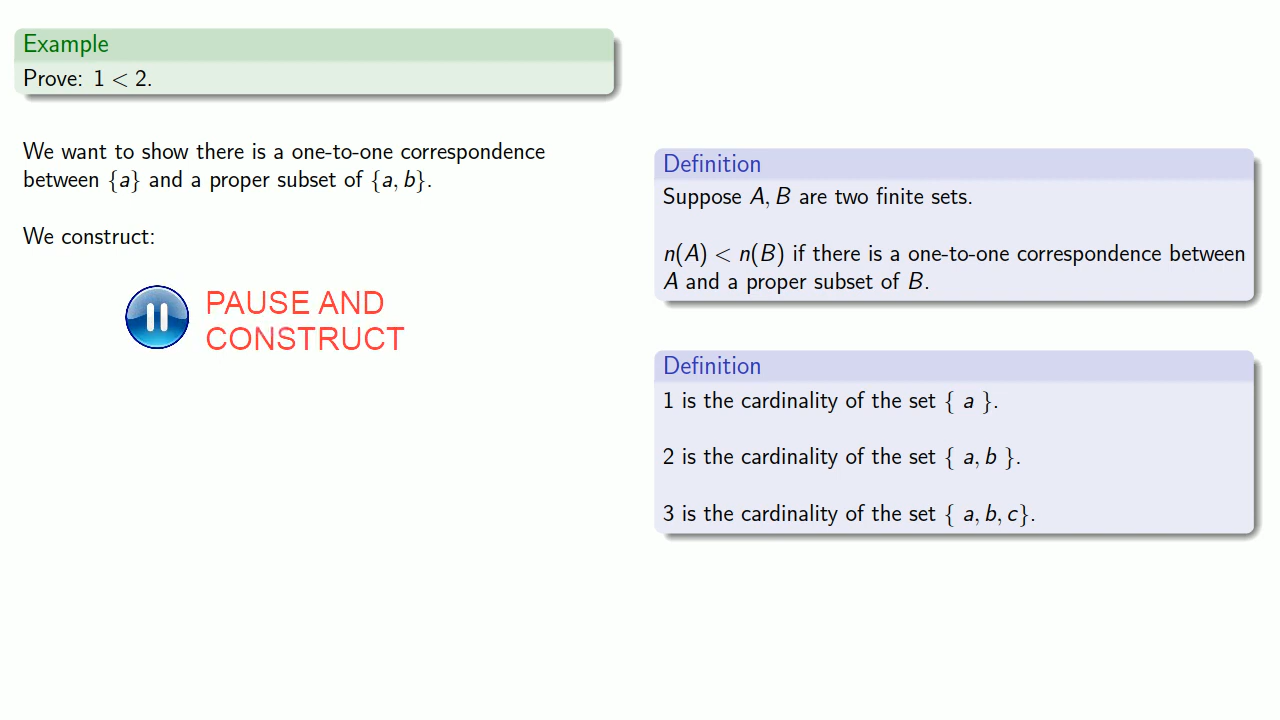 Example
Prove: 1 < 2.
We want to show there is a one-to-one correspondence
between {a} and a proper subset of {a, b}.
We construct:
PAUSE AND
CONSTRUCT
Definition
Suppose A, B are two finite sets.
n(A) < n(B) if there is a one-to-one correspondence between
A and a proper subset of B.
Definition
1 is the cardinality of the set { a }.
2 is the cardinality of the set { a, b }.
3 is the cardinality of the set { a, b, c}.